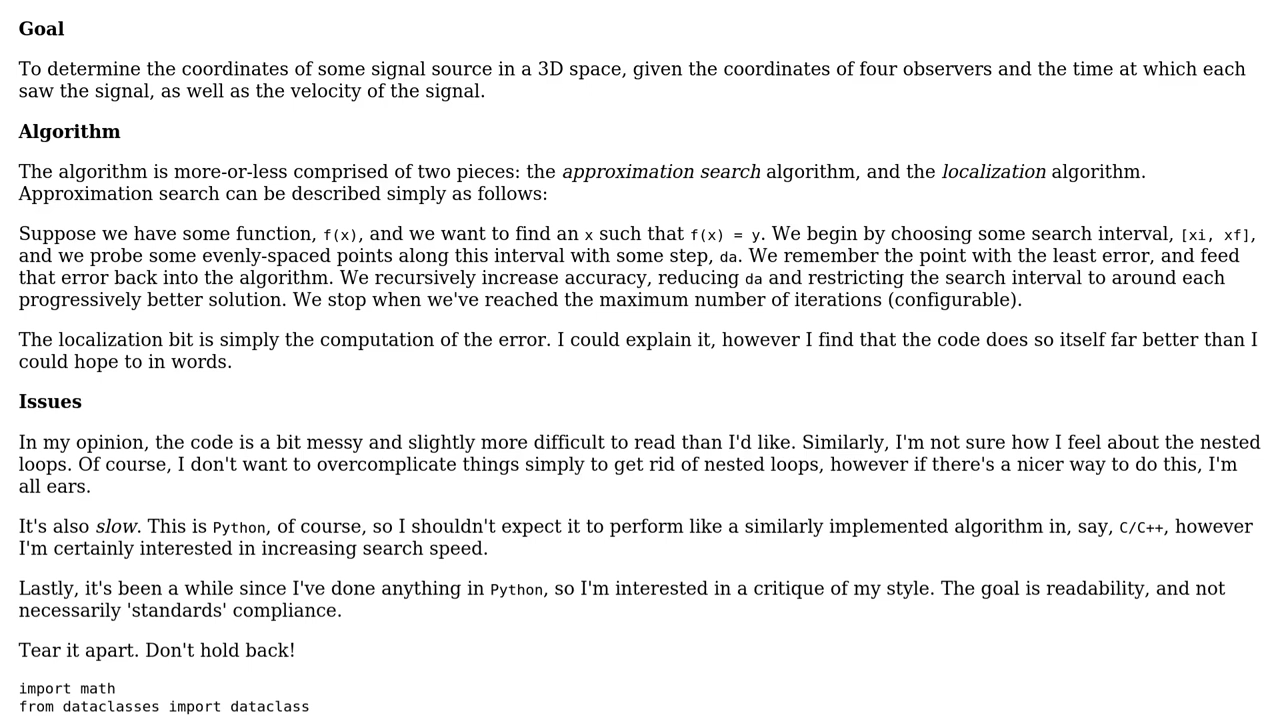 Goal
To determine the coordinates of some signal source in a 3D space, given the coordinates of four observers and the time at which each
saw the signal, as well as the velocity of the signal.
Algorithm
The algorithm is more-or-less comprised of two pieces: the approximation search algorithm, and the localization algorithm.
Approximation search can be described simply as follows:
Suppose we have some function, f(x), and we want to find an x such that f(x) = y. We begin by choosing some search interval, [xi, xf],
and we probe some evenly-spaced points along this interval with some step, da. We remember the point with the least error, and feed
that error back into the algorithm. We recursively increase accuracy, reducing da and restricting the search interval to around each
progressively better solution. We stop when we've reached the maximum number of iterations (configurable).
The localization bit is simply the computation of the error. I could explain it, however I find that the code does so itself far better than I
could hope to in words.
Issues
In my opinion, the code is a bit messy and slightly more difficult to read than I'd like. Similarly, I'm not sure how I feel about the nested
loops. Of course, I don't want to overcomplicate things simply to get rid of nested loops, however if there's a nicer way to do this, I'm
all ears.
It's also slow. This is Python, of course, so I shouldn't expect it to perform like a similarly implemented algorithm in, say, C/C++, however
I'm certainly interested in increasing search speed.
Lastly, it's been a while since I've done anything in Python, so I'm interested in a critique of my style. The goal is readability, and not
necessarily 'standards' compliance.
Tear it apart. Don't hold back!
import math
from dataclasses import dataclass